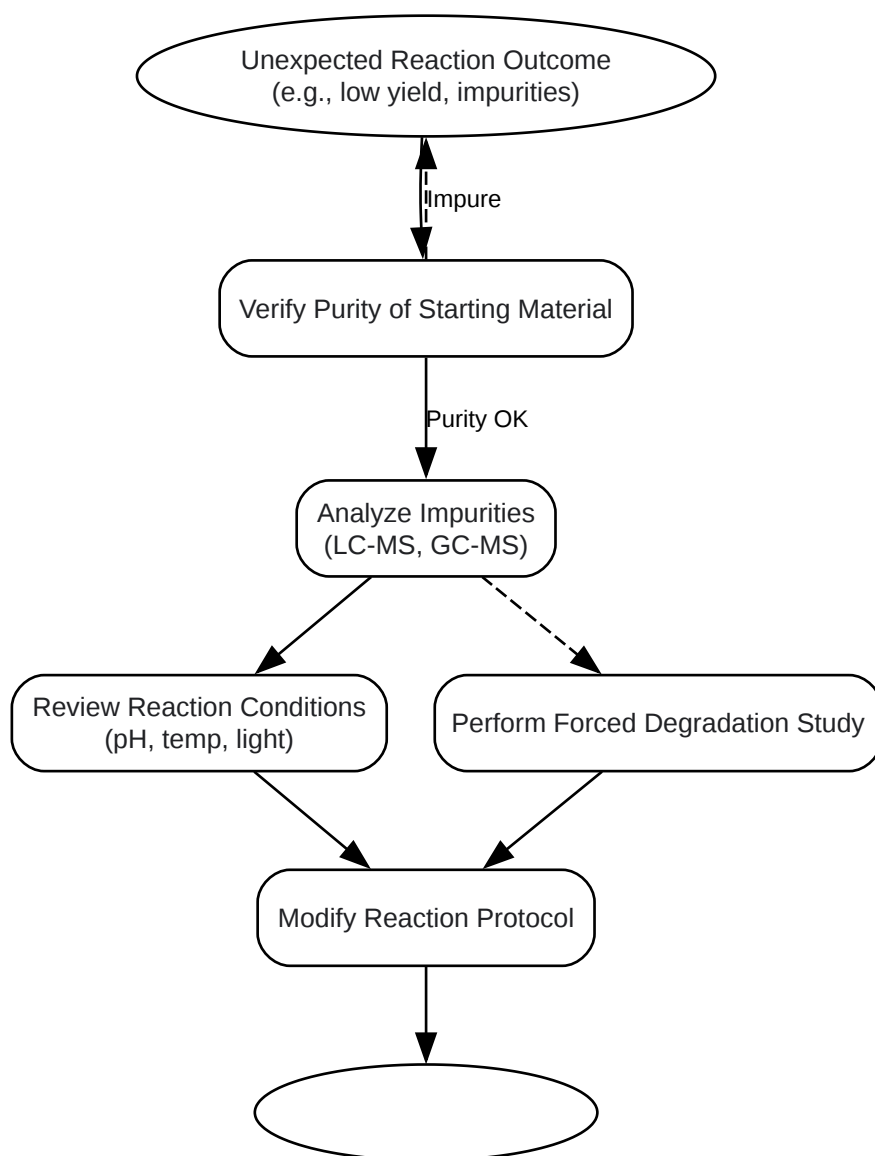 Unexpected Reaction Outcome
(e.g., low yield, impurities)
Impure
Verify Purity of Starting Material
Purity OK
Analyze Impurities
(LC-MS, GC-MS)
Review Reaction Conditions
(pH, temp, light)
Perform Forced Degradation Study
Modify Reaction Protocol